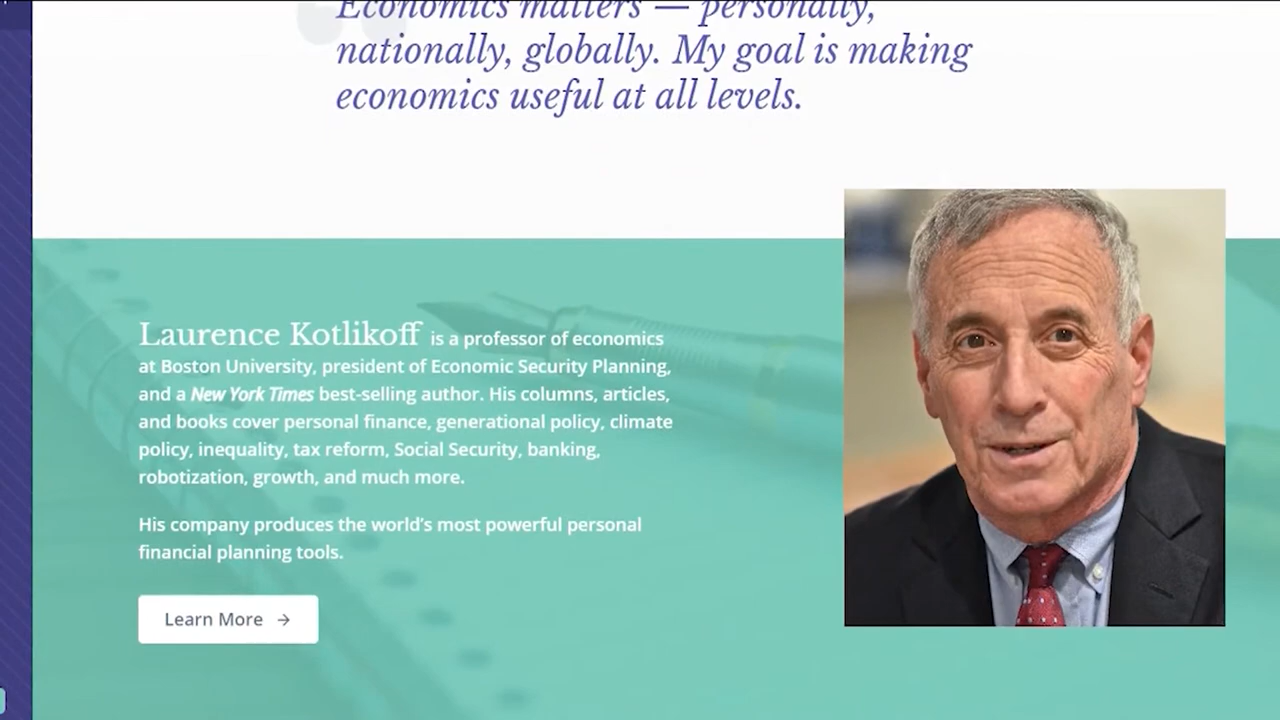 Economics matters — personally,
nationally, globally. My goal is making
economics useful at all levels.
Laurence Kotlikoff is a professor of economics
at Boston University, president of Economic Security Planning,
and a New York Times best-selling author. His columns, articles,
and books cover personal finance, generational policy, climate
policy, inequality, tax reform, Social Security, banking,
robotization, growth, and much more.
His company produces the world's most powerful personal
financial planning tools.
Learn More →